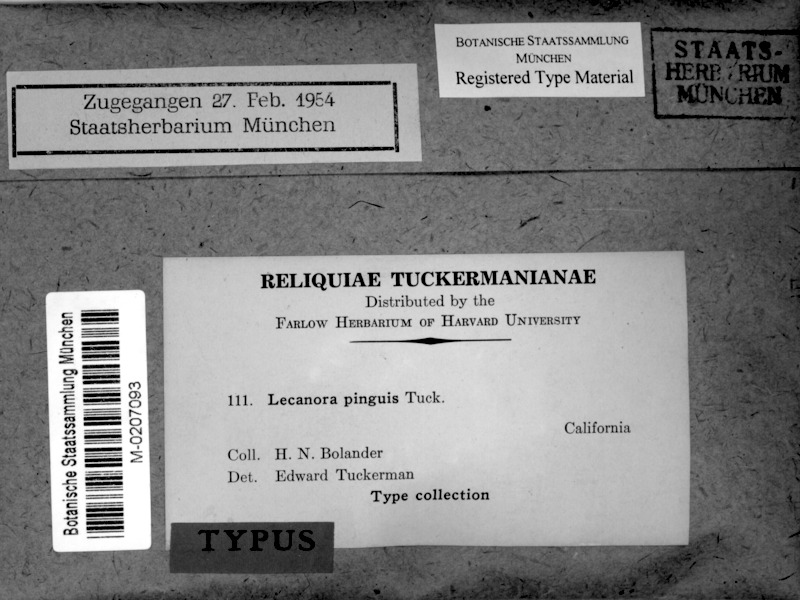 Zugegangen 27. Feb. 1954
Staatsherbarium München
BOTANISCHE STAATSSAMMLUNG
MÜNCHEN
Registered Type Material
STAATS-
HERBARIUM
MÜNCHEN
RELIQUIAE TUCKERMANIANAE
Distributed by the
FARLOW HERBARIUM OF HARVARD UNIVERSITY
111. Lecanora pinguis Tuck.
California
Coll. H. N. Bolander
Det. Edward Tuckerman
Type collection
TYPUS
Botanische Staatssammlung München
M-0207093